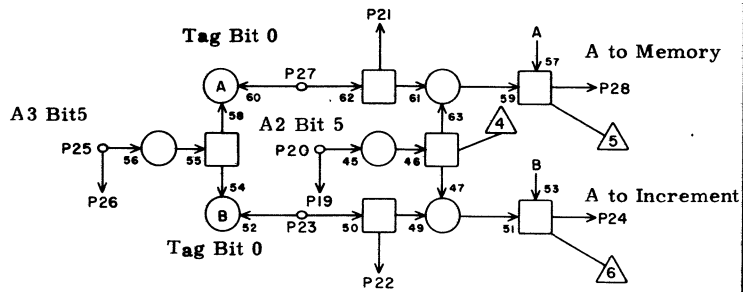 P21
Tag Bit 0
A
A to Memory
P27
57
A
60
62
61
59
P28
58
63
A3 Bit5
A2 Bit 5
4
5
P25
56
55
P20
45
46
54
47
B
P26
P19
53
A to Increment
B
52
P23
50
49
51
P24
Tag Bit 0
P22
6